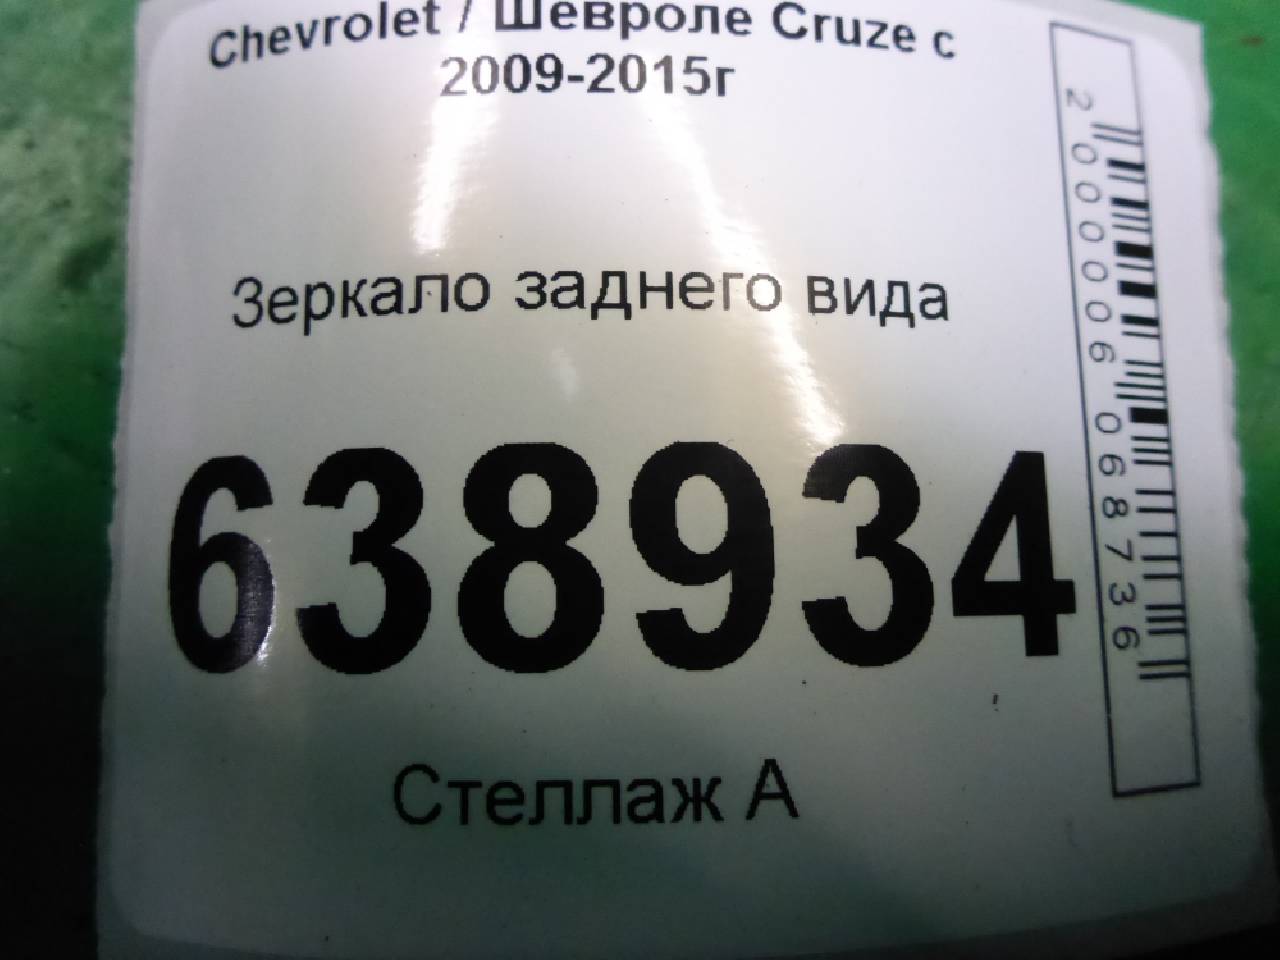 Chevrolet / Шевроле Cruze с
2009-2015г
Зеркало заднего вида
638934
Стеллаж А
2000006068736